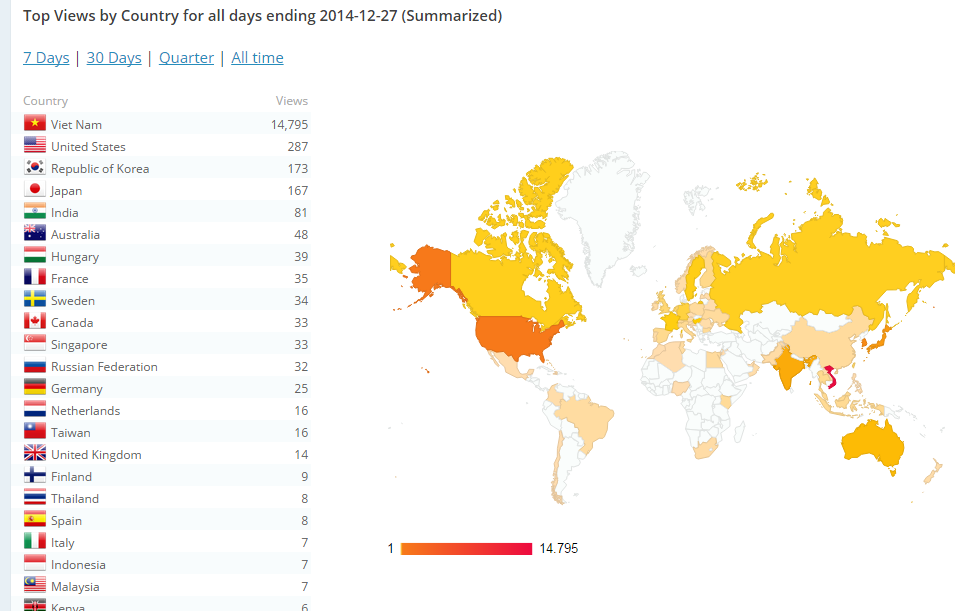 Top Views by Country for all days ending 2014-12-27 (Summarized)
7 Days | 30 Days | Quarter | All time
Country Views
Viet Nam 14,795
United States 287
Republic of Korea 173
Japan 167
India 81
Australia 48
Hungary 39
France 35
Sweden 34
Canada 33
Singapore 33
Russian Federation 32
Germany 25
Netherlands 16
Taiwan 16
United Kingdom 14
Finland 9
Thailand 8
Spain 8
Italy 7
Indonesia 7
Malaysia 7
Kenya 6
1 14.795